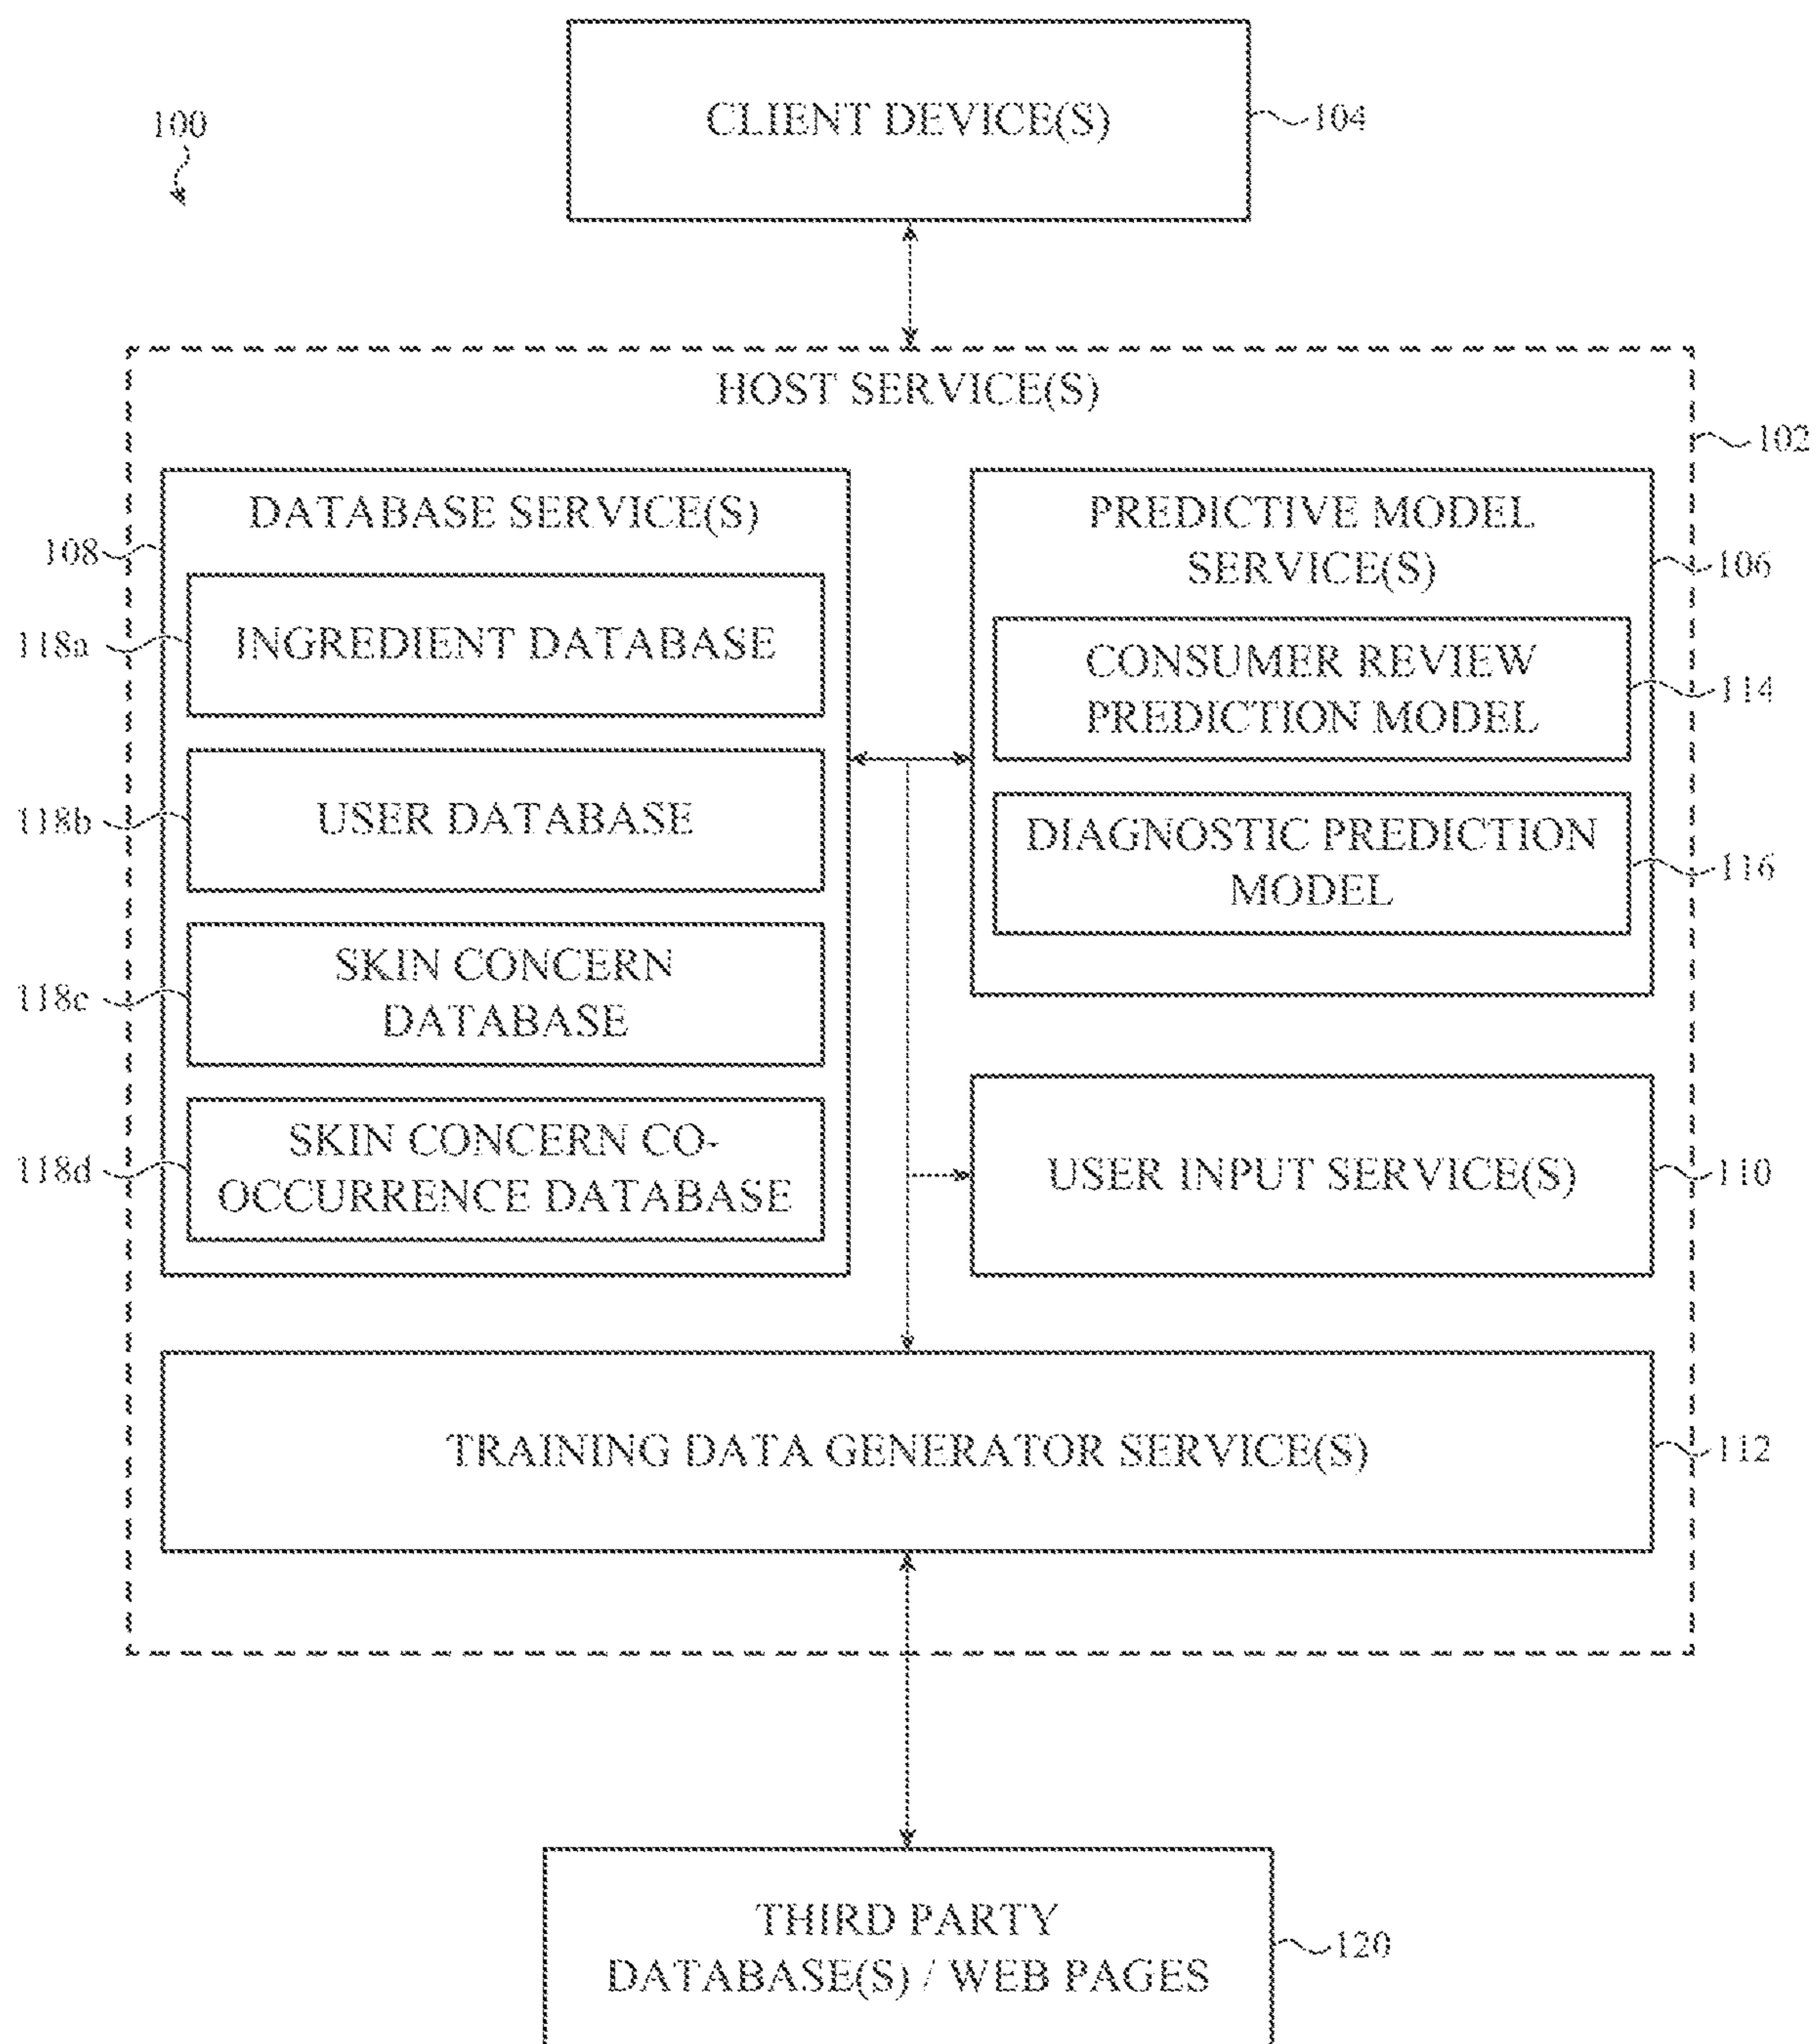 CLIENT DEVICE(S)
104
100
HOST SERVICE(S)
102
DATABASE SERVICE(S)
108
INGREDIENT DATABASE
118a
USER DATABASE
118b
SKIN CONCERN
DATABASE
118c
SKIN CONCERN CO-
OCCURRENCE DATABASE
118d
PREDICTIVE MODEL
SERVICE(S)
106
CONSUMER REVIEW
PREDICTION MODEL
114
DIAGNOSTIC PREDICTION
MODEL
116
USER INPUT SERVICE(S)
110
TRAINING DATA GENERATOR SERVICE(S)
112
THIRD PARTY
DATABASE(S) / WEB PAGES
120